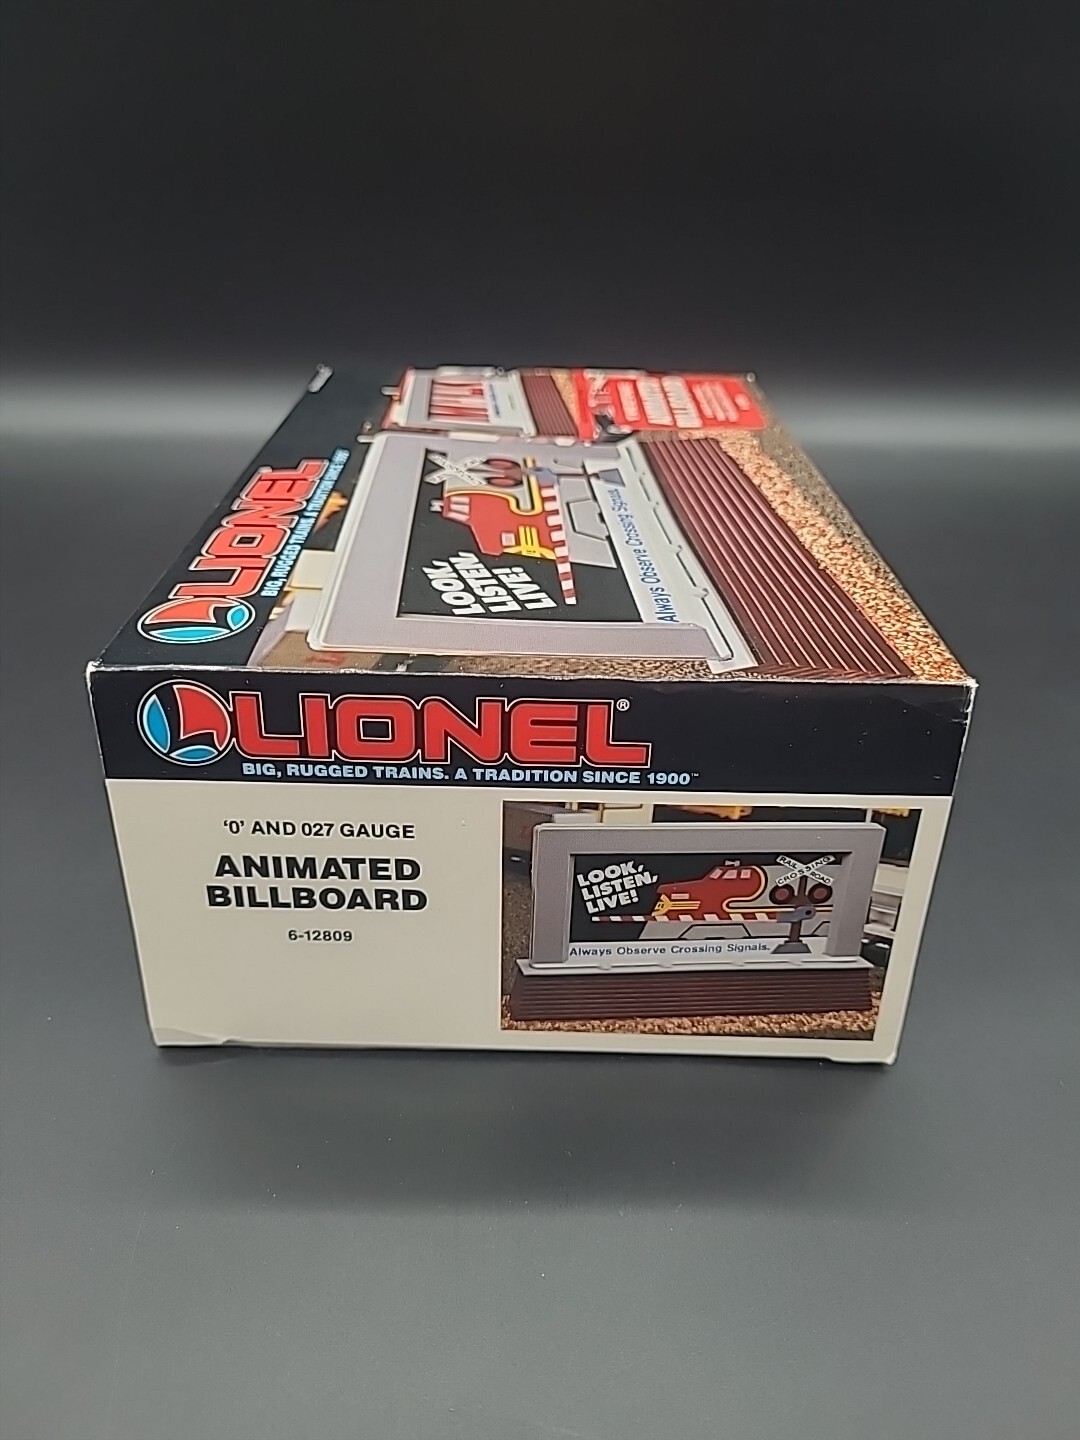 LIONEL
BIG, RUGGED TRAINS. A TRADITION SINCE 1900
LOOK,
LISTEN,
LIVE!
Always Observe Crossing Signals.
LIONEL®
BIG, RUGGED TRAINS. A TRADITION SINCE 1900™
'0' AND 027 GAUGE
ANIMATED
BILLBOARD
6-12809
LOOK,
LISTEN,
LIVE!
RAIL CROSSING ROAD
Always Observe Crossing Signals.